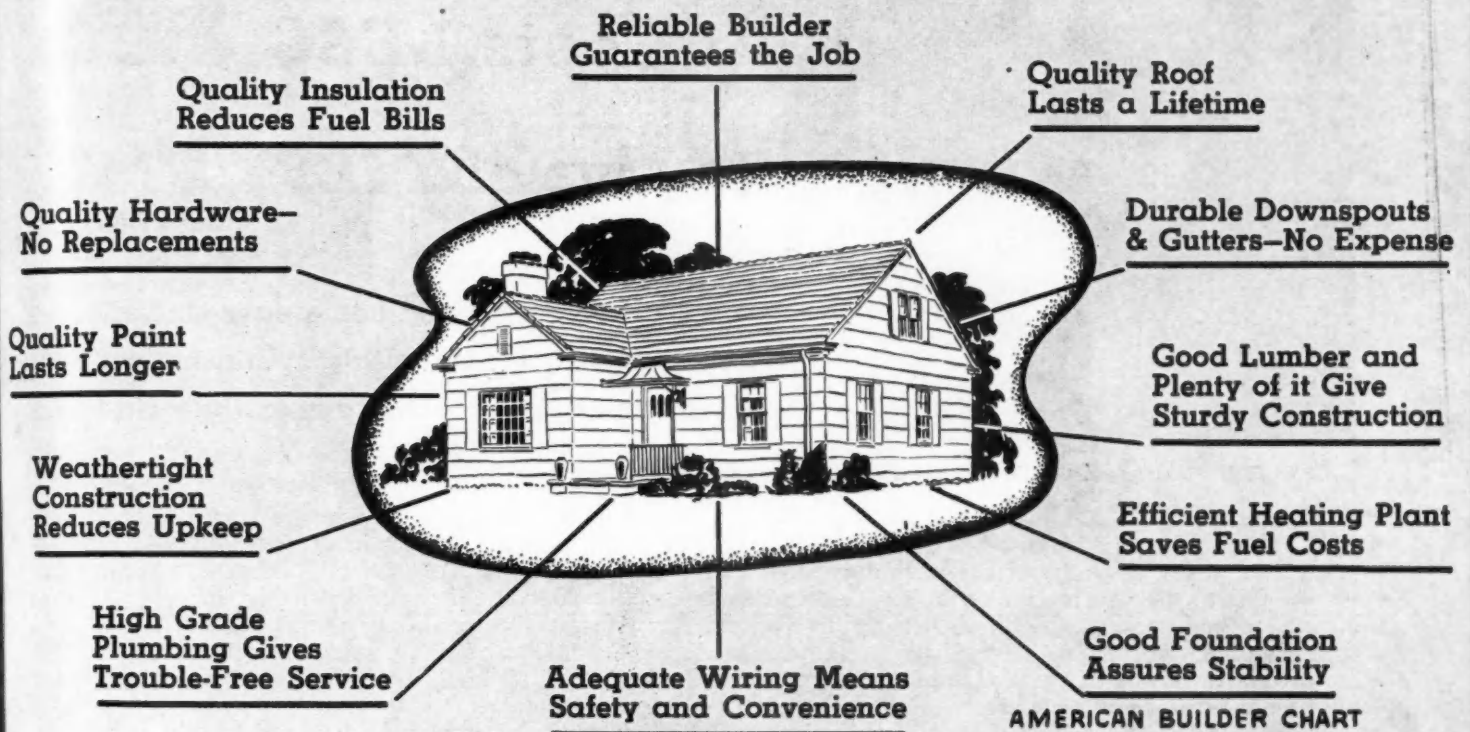 Reliable Builder
Guarantees the Job
Quality Insulation
Reduces Fuel Bills
Quality Roof
Lasts a Lifetime
Quality Hardware—
No Replacements
Durable Downspouts
& Gutters—No Expense
Quality Paint
Lasts Longer
Good Lumber and
Plenty of it Give
Sturdy Construction
Weathertight
Construction
Reduces Upkeep
Efficient Heating Plant
Saves Fuel Costs
High Grade
Plumbing Gives
Trouble-Free Service
Adequate Wiring Means
Safety and Convenience
Good Foundation
Assures Stability
AMERICAN BUILDER CHART